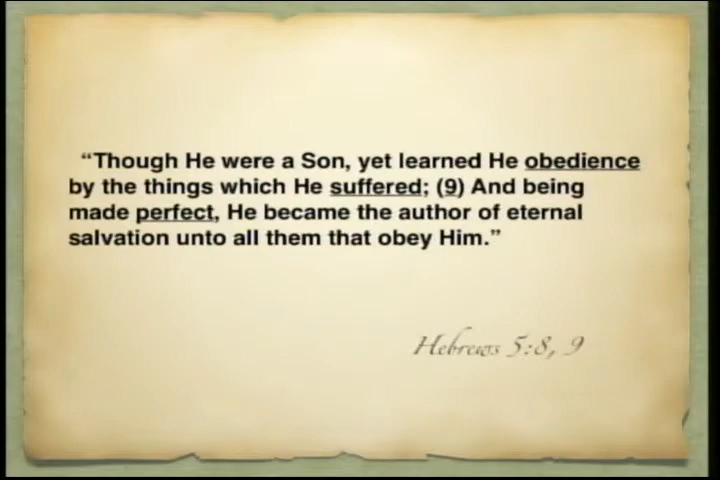 “Though He were a Son, yet learned He obedience
by the things which He suffered; (9) And being
made perfect, He became the author of eternal
salvation unto all them that obey Him.”
Hebrews 5:8, 9